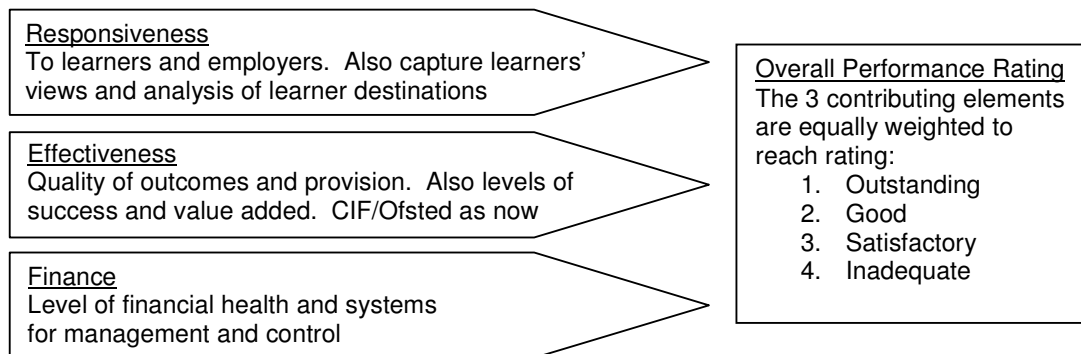 Responsiveness
To learners and employers.  Also capture learners'
views and analysis of learner destinations
Effectiveness
Quality of outcomes and provision.  Also levels of
success and value added.  CIF/Ofsted as now
Finance
Level of financial health and systems
for management and control
Overall Performance Rating
The 3 contributing elements
are equally weighted to
reach rating:
1. Outstanding
2. Good
3. Satisfactory
4. Inadequate